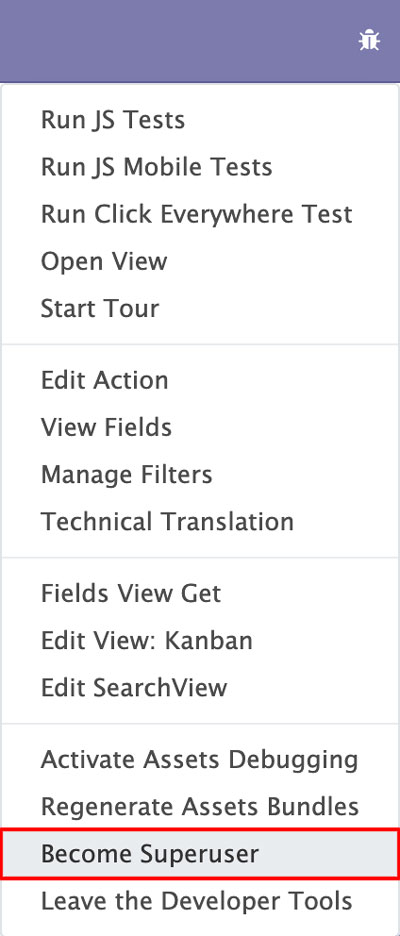 Run JS Tests
Run JS Mobile Tests
Run Click Everywhere Test
Open View
Start Tour
Edit Action
View Fields
Manage Filters
Technical Translation
Fields View Get
Edit View: Kanban
Edit SearchView
Activate Assets Debugging
Regenerate Assets Bundles
Become Superuser
Leave the Developer Tools